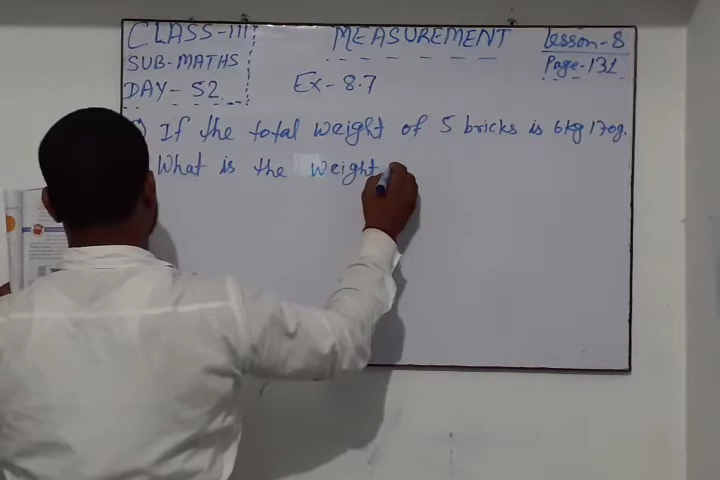 CLASS-III
SUB-MATHS
DAY-52
MEASUREMENT
Ex-8.7
Lesson-8
Page-131
If the total weight of 5 bricks is 6kg 170g.
What is the weight